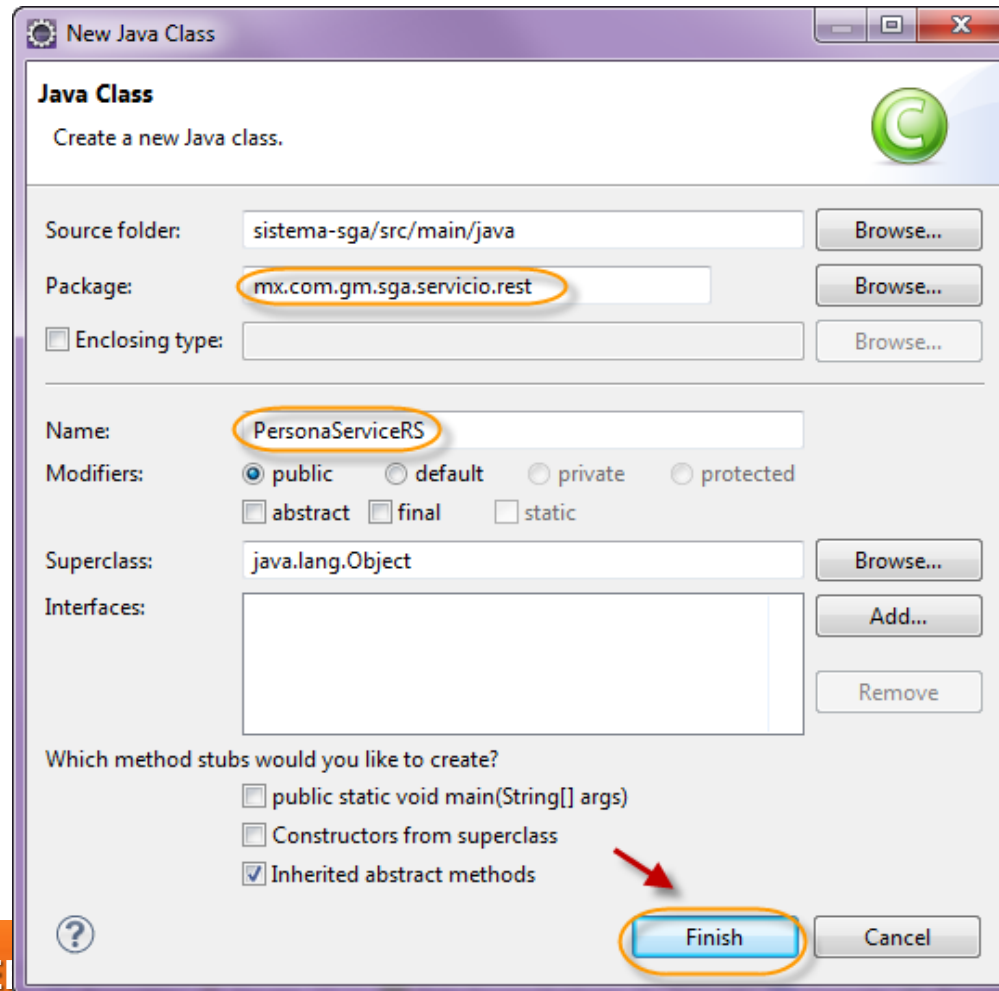 New Java Class
Java Class
Create a new Java class.
Source folder: sistema-sga/src/main/java Browse...
Package: mx.com.gm.sga.servicio.rest Browse...
Enclosing type: Browse...
Name: PersonaServiceRS
Modifiers: public default private protected
abstract final static
Superclass: java.lang.Object Browse...
Interfaces: Add...
Remove
Which method stubs would you like to create?
public static void main(String[] args)
Constructors from superclass
Inherited abstract methods
Finish Cancel